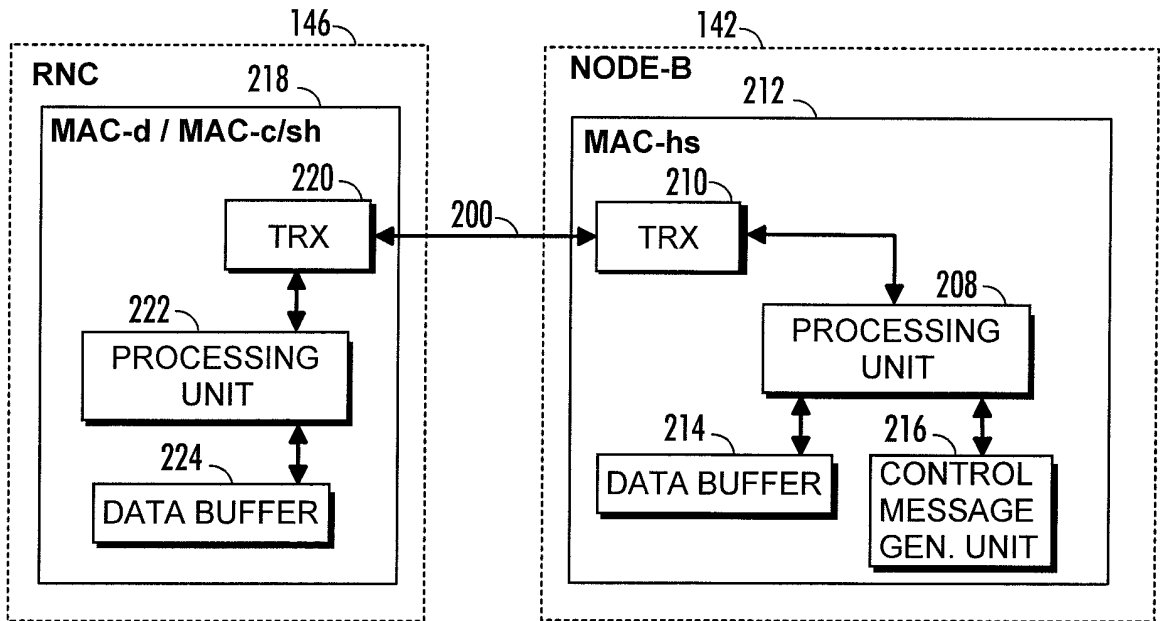 146
142
RNC
NODE-B
218
212
MAC-d / MAC-c/sh
MAC-hs
220
210
TRX
200
TRX
222
208
PROCESSING
UNIT
PROCESSING
UNIT
224
214
216
DATA BUFFER
DATA BUFFER
CONTROL
MESSAGE
GEN. UNIT